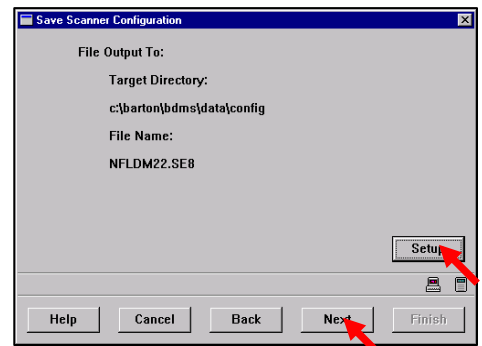 Save Scanner Configuration
File Output To:
Target Directory:
c:\barton\bdms\data\config
File Name:
NFLDM22.SE8
Setup
Help Cancel Back Next Finish